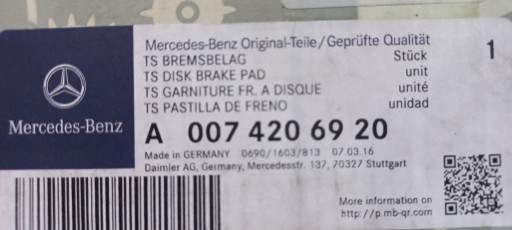 Mercedes-Benz Original-Teile/Geprüfte Qualität
TS BREMSBELAG Stück 1
TS DISK BRAKE PAD unit
TS GARNITURE FR. A DISQUE unité
TS PASTILLA DE FRENO unidad
Mercedes-Benz
A 007 420 69 20
Made in GERMANY 0690/1603/813 07.03.16
Daimler AG, Germany, Mercedesstr. 137, 70327 Stuttgart
More information on
http://p.mb-qr.com